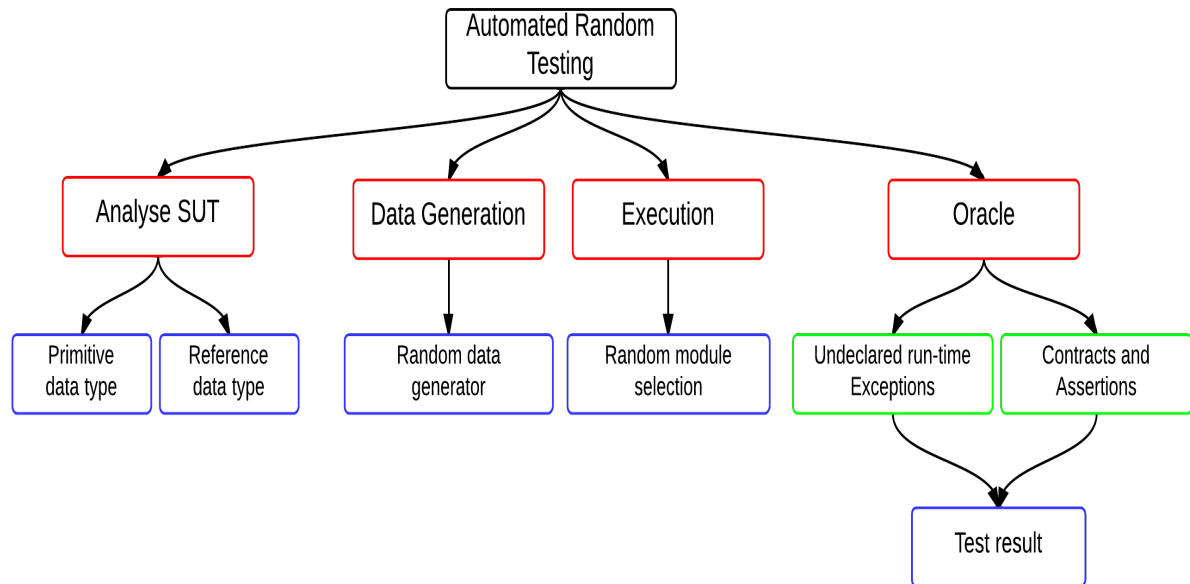 Automated Random
Testing
Analyse SUT
Data Generation
Execution
Oracle
Primitive
data type
Reference
data type
Random data
generator
Random module
selection
Undeclared run-time
Exceptions
Contracts and
Assertions
Test result